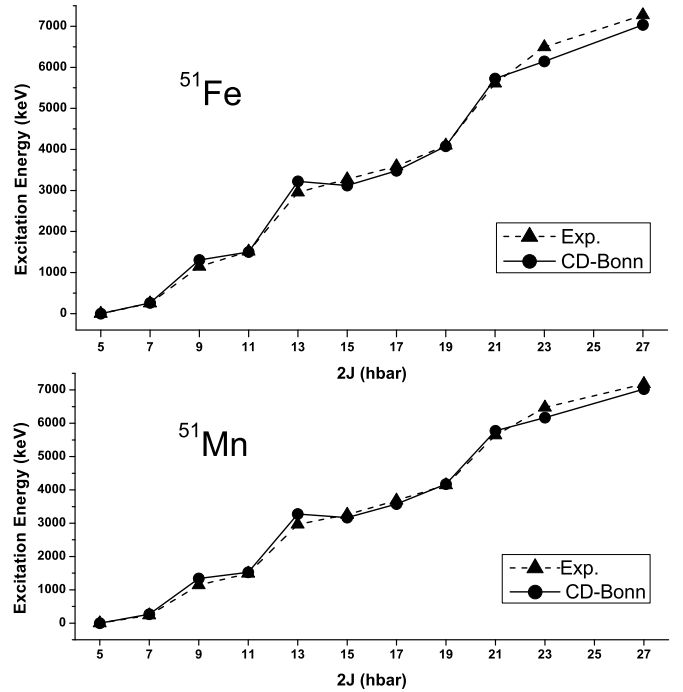 7000
6000
5000
4000
3000
2000
1000
0
Excitation Energy (keV)
51Fe
Exp.
CD-Bonn
5 7 9 11 13 15 17 19 21 23 25 27
2J (hbar)
7000
6000
5000
4000
3000
2000
1000
0
Excitation Energy (keV)
51Mn
Exp.
CD-Bonn
5 7 9 11 13 15 17 19 21 23 25 27
2J (hbar)